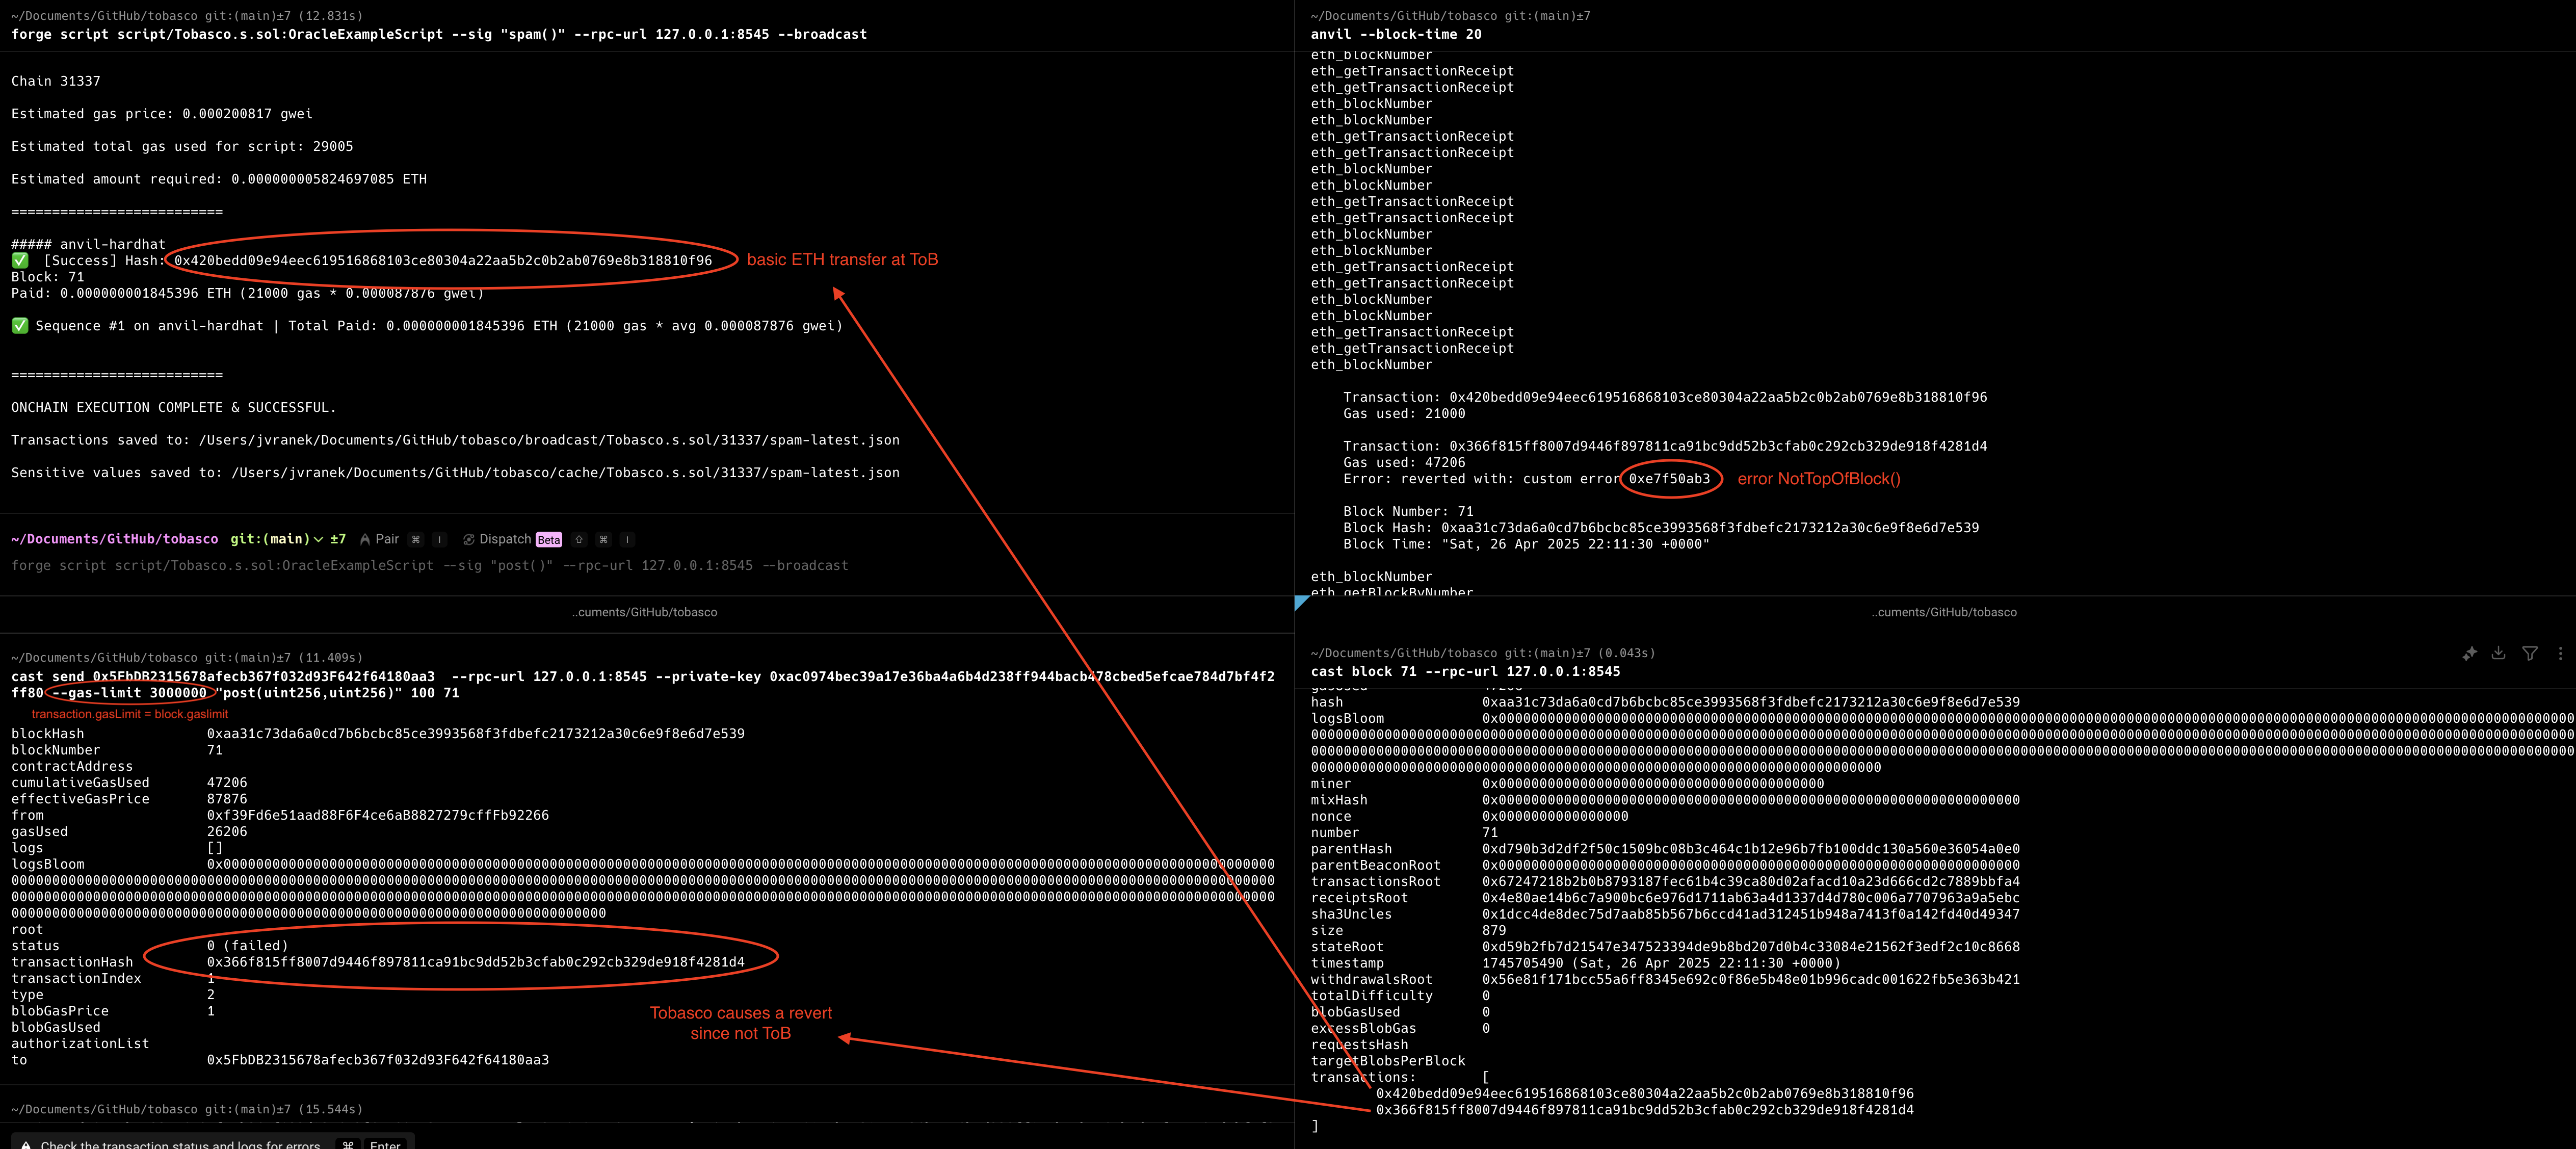 ~/Documents/GitHub/tobasco git:(main)±7 (12.831s)
forge script script/Tobasco.s.sol:OracleExampleScript --sig "spam()" --rpc-url 127.0.0.1:8545 --broadcast
Chain 31337
Estimated gas price: 0.000200817 gwei
Estimated total gas used for script: 29005
Estimated amount required: 0.000000005824697085 ETH
==========================
##### anvil-hardhat
✅  [Success] Hash: 0x420bedd09e94eec619516868103ce80304a22aa5b2c0b2ab0769e8b318810f96
basic ETH transfer at ToB
Block: 71
Paid: 0.000000001845396 ETH (21000 gas * 0.000087876 gwei)
✅ Sequence #1 on anvil-hardhat | Total Paid: 0.000000001845396 ETH (21000 gas * avg 0.000087876 gwei)
==========================
ONCHAIN EXECUTION COMPLETE & SUCCESSFUL.
Transactions saved to: /Users/jvranek/Documents/GitHub/tobasco/broadcast/Tobasco.s.sol/31337/spam-latest.json
Sensitive values saved to: /Users/jvranek/Documents/GitHub/tobasco/cache/Tobasco.s.sol/31337/spam-latest.json
~/Documents/GitHub/tobasco git:(main) ±7 Pair ⌘ I Dispatch Beta ⇧ ⌘ I
forge script script/Tobasco.s.sol:OracleExampleScript --sig "post()" --rpc-url 127.0.0.1:8545 --broadcast
~/Documents/GitHub/tobasco git:(main)±7
anvil --block-time 20
eth_blockNumber
eth_getTransactionReceipt
eth_getTransactionReceipt
eth_blockNumber
eth_blockNumber
eth_getTransactionReceipt
eth_getTransactionReceipt
eth_blockNumber
eth_blockNumber
eth_getTransactionReceipt
eth_getTransactionReceipt
eth_blockNumber
eth_blockNumber
eth_getTransactionReceipt
eth_getTransactionReceipt
eth_blockNumber
eth_blockNumber
eth_getTransactionReceipt
eth_getTransactionReceipt
eth_blockNumber
Transaction: 0x420bedd09e94eec619516868103ce80304a22aa5b2c0b2ab0769e8b318810f96
Gas used: 21000
Transaction: 0x366f815ff8007d9446f897811ca91bc9dd52b3cfab0c292cb329de918f4281d4
Gas used: 47206
Error: reverted with: custom error 0xe7f50ab3
error NotTopOfBlock()
Block Number: 71
Block Hash: 0xaa31c73da6a0cd7b6bcbc85ce3993568f3fdbefc2173212a30c6e9f8e6d7e539
Block Time: "Sat, 26 Apr 2025 22:11:30 +0000"
eth_blockNumber
eth_getBlockByNumber
..cuments/GitHub/tobasco
~/Documents/GitHub/tobasco git:(main)±7 (11.409s)
cast send 0x5FbDB2315678afecb367f032d93F642f64180aa3  --rpc-url 127.0.0.1:8545 --private-key 0xac0974bec39a17e36ba4a6b4d238ff944bacb478cbed5efcae784d7bf4f2
ff80 --gas-limit 3000000 "post(uint256,uint256)" 100 71
transaction.gasLimit = block.gaslimit
blockHash 0xaa31c73da6a0cd7b6bcbc85ce3993568f3fdbefc2173212a30c6e9f8e6d7e539
blockNumber 71
contractAddress
cumulativeGasUsed 47206
effectiveGasPrice 87876
from 0xf39Fd6e51aad88F6F4ce6aB8827279cffFb92266
gasUsed 26206
logs []
root
status 0 (failed)
transactionHash 0x366f815ff8007d9446f897811ca91bc9dd52b3cfab0c292cb329de918f4281d4
transactionIndex 1
type 2
blobGasPrice 1
blobGasUsed
authorizationList
to 0x5FbDB2315678afecb367f032d93F642f64180aa3
Tobasco causes a revert
since not ToB
~/Documents/GitHub/tobasco git:(main)±7 (15.544s)
Check the transaction status and logs for errors. ⌘ Enter
..cuments/GitHub/tobasco
~/Documents/GitHub/tobasco git:(main)±7 (0.043s)
cast block 71 --rpc-url 127.0.0.1:8545
gasUsed 47206
hash 0xaa31c73da6a0cd7b6bcbc85ce3993568f3fdbefc2173212a30c6e9f8e6d7e539
logsBloom
miner 0x0000000000000000000000000000000000000000
mixHash 0x0000000000000000000000000000000000000000000000000000000000000000
nonce 0x0000000000000000
number 71
parentHash 0xd790b3d2df2f50c1509bc08b3c464c1b12e96b7fb100ddc130a560e36054a0e0
parentBeaconRoot 0x0000000000000000000000000000000000000000000000000000000000000000
transactionsRoot 0x67247218b2b0b8793187fec61b4c39ca80d02afacd10a23d666cd2c7889bbfa4
receiptsRoot 0x4e80ae14b6c7a900bc6e976d1711ab63a4d1337d4d780c006a7707963a9a5ebc
sha3Uncles 0x1dcc4de8dec75d7aab85b567b6ccd41ad312451b948a7413f0a142fd40d49347
size 879
stateRoot 0xd59b2fb7d21547e347523394de9b8bd207d0b4c33084e21562f3edf2c10c8668
timestamp 1745705490 (Sat, 26 Apr 2025 22:11:30 +0000)
withdrawalsRoot 0x56e81f171bcc55a6ff8345e692c0f86e5b48e01b996cadc001622fb5e363b421
totalDifficulty 0
blobGasUsed 0
excessBlobGas 0
requestsHash
targetBlobsPerBlock
transactions: [
0x420bedd09e94eec619516868103ce80304a22aa5b2c0b2ab0769e8b318810f96
0x366f815ff8007d9446f897811ca91bc9dd52b3cfab0c292cb329de918f4281d4
]